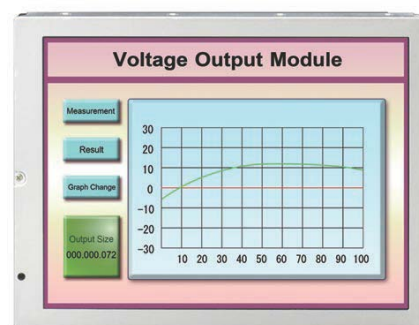 Voltage Output Module
Measurement
Result
Graph Change
Output Size
000.000.072
30
20
10
0
-10
-20
-30
10 20 30 40 50 60 70 80 90 100